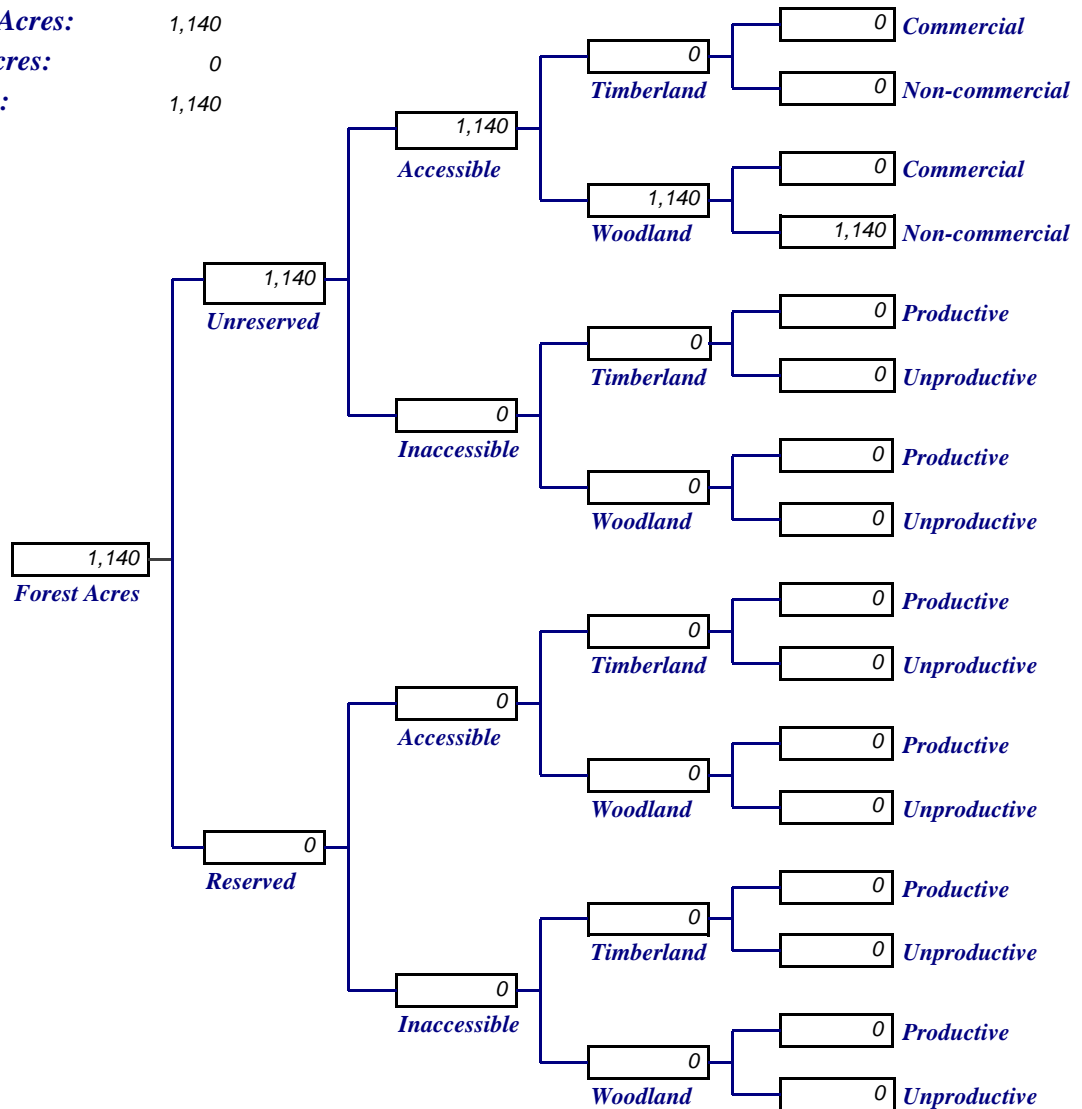 Acres: 1,140
cres: 0
: 1,140
0 Commercial
0
Timberland
0 Non-commercial
1,140
Accessible
0 Commercial
1,140
Woodland
1,140 Non-commercial
1,140
Unreserved
0 Productive
0
Timberland
0 Unproductive
0
Inaccessible
0 Productive
0
Woodland
0 Unproductive
1,140
Forest Acres
0 Productive
0
Timberland
0 Unproductive
0
Accessible
0 Productive
0
Woodland
0 Unproductive
0
Reserved
0 Productive
0
Timberland
0 Unproductive
0
Inaccessible
0 Productive
0
Woodland
0 Unproductive